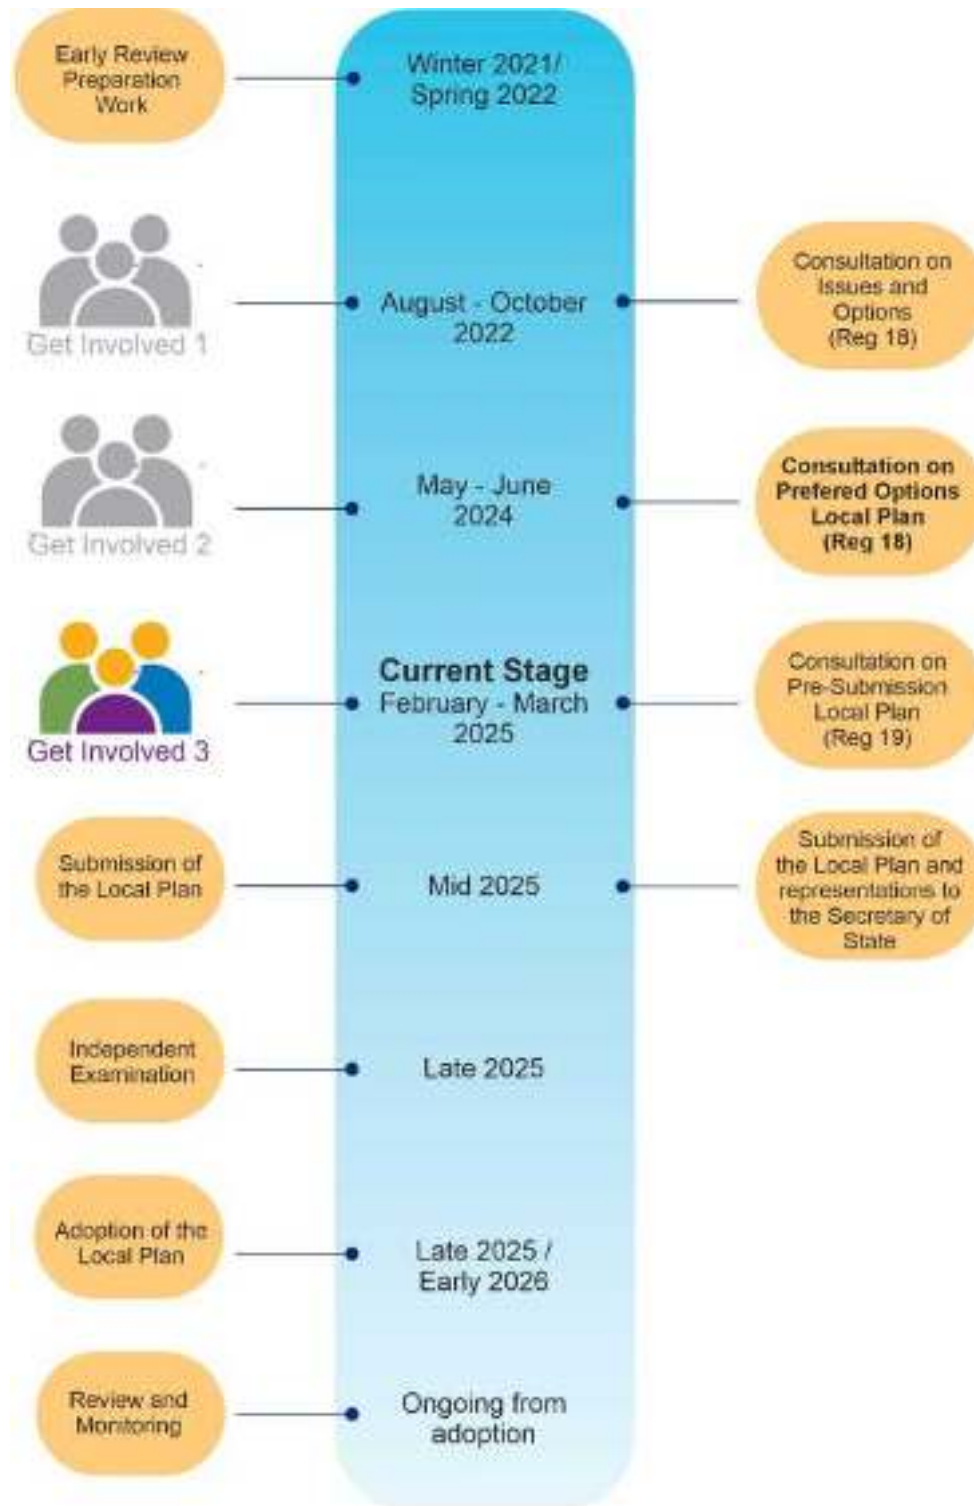 Early Review
Preparation
Work
Winter 2021/
Spring 2022
Get Involved 1
August - October
2022
Consultation on
Issues and
Options
(Reg 18)
Get Involved 2
May - June
2024
Consultation on
Prefered Options
Local Plan
(Reg 18)
Get Involved 3
Current Stage
February - March
2025
Consultation on
Pre-Submission
Local Plan
(Reg 19)
Submission of
the Local Plan
Mid 2025
Submission of
the Local Plan and
representations to
the Secretary of
State
Independent
Examination
Late 2025
Adoption of the
Local Plan
Late 2025 /
Early 2026
Review and
Monitoring
Ongoing from
adoption